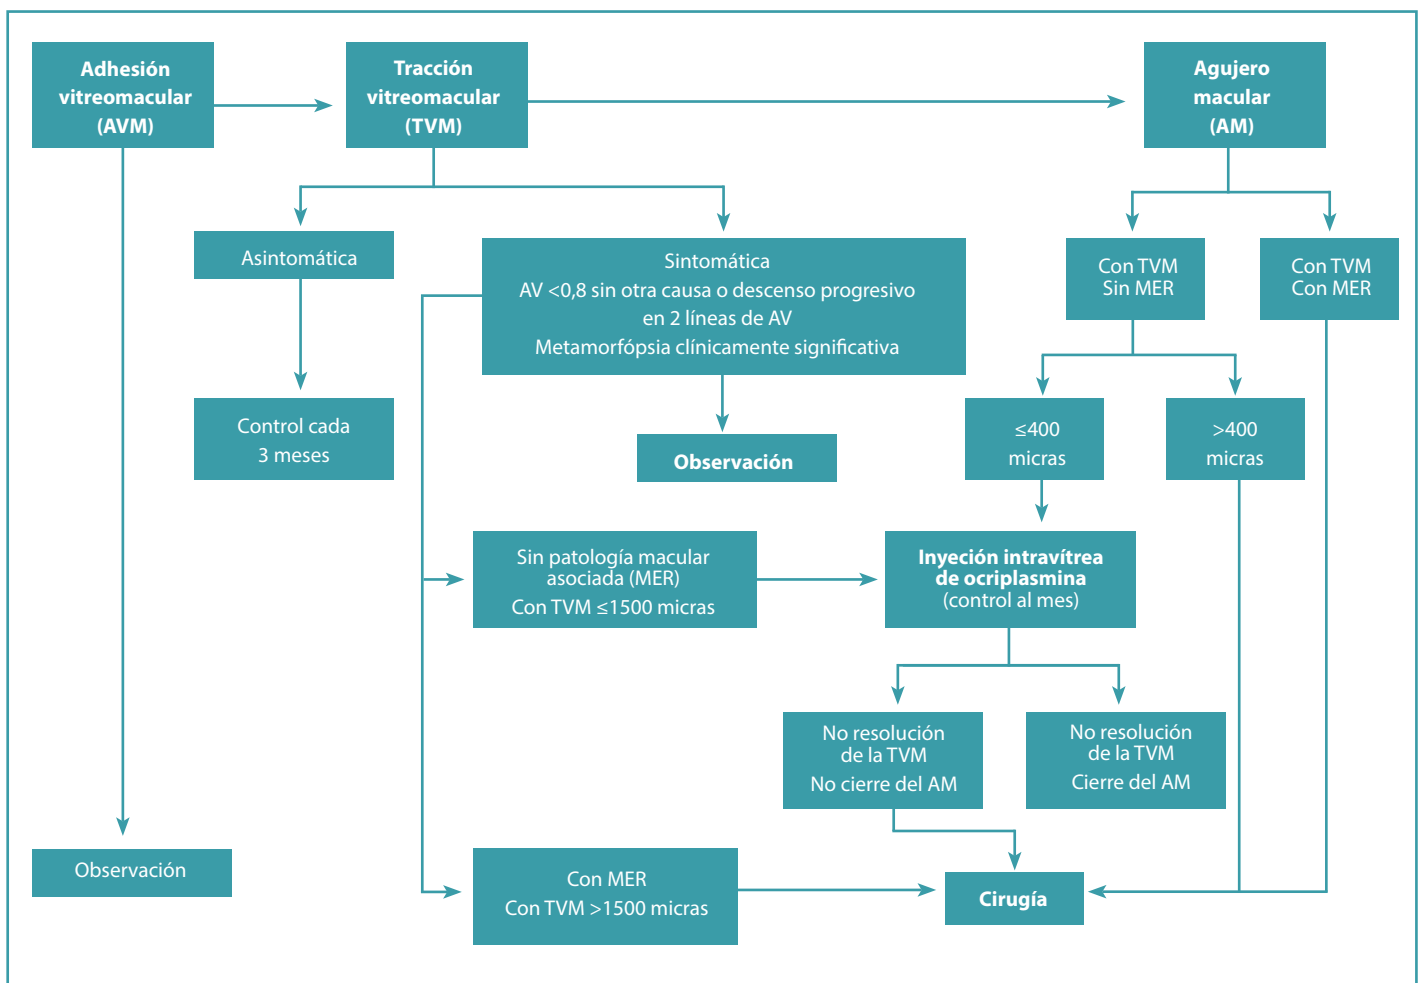 Adhesión
vitreomacular
(AVM)
Tracción
vitreomacular
(TVM)
Agujero
macular
(AM)
Asintomática
Sintomática
AV <0,8 sin otra causa o descenso progresivo
en 2 líneas de AV
Metamorfópsia clínicamente significativa
Con TVM
Sin MER
Con TVM
Con MER
Control cada
3 meses
Observación
≤400
micras
>400
micras
Sin patología macular
asociada (MER)
Con TVM ≤1500 micras
Inyeción intravítrea
de ocriplasmina
(control al mes)
No resolución
de la TVM
No cierre del AM
No resolución
de la TVM
Cierre del AM
Observación
Con MER
Con TVM >1500 micras
Cirugía